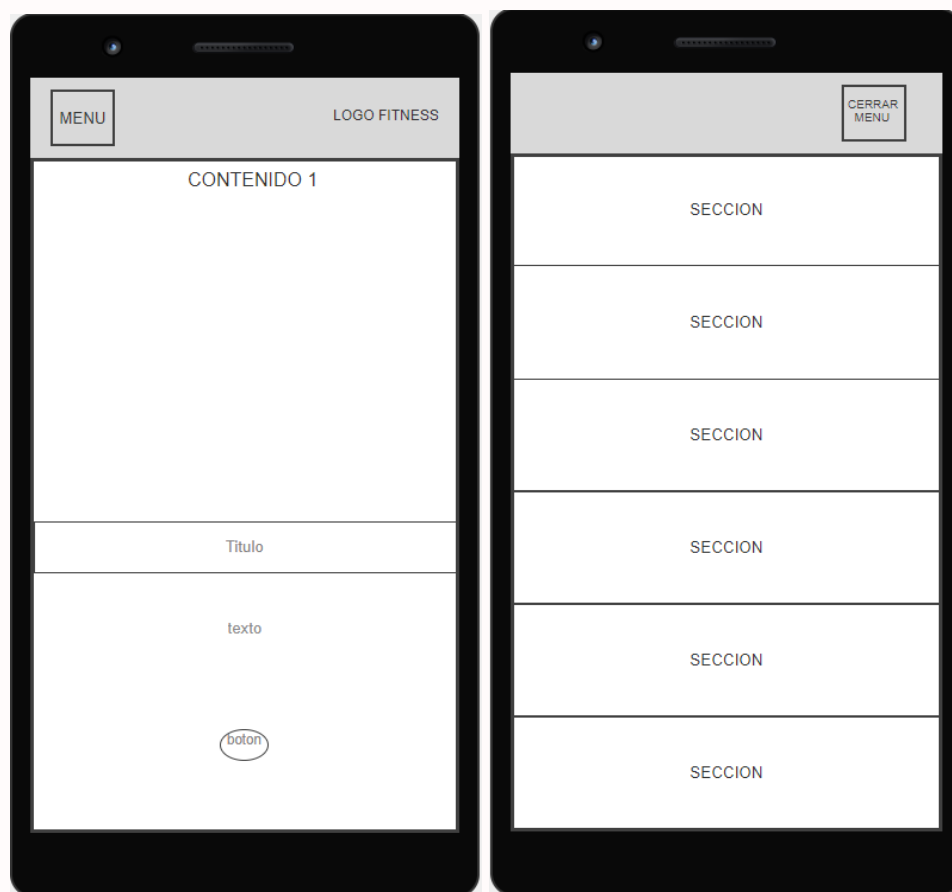 MENU
LOGO FITNESS
CONTENIDO 1
Titulo
texto
boton
CERRAR
MENU
SECCION
SECCION
SECCION
SECCION
SECCION
SECCION